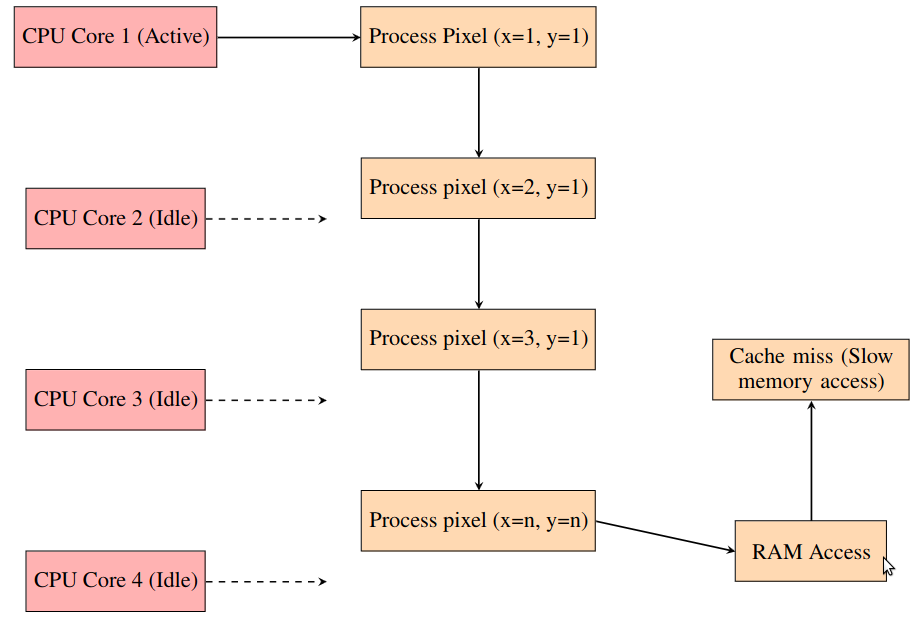 CPU Core 1 (Active)
Process Pixel (x=1, y=1)
Process pixel (x=2, y=1)
CPU Core 2 (Idle)
Process pixel (x=3, y=1)
Cache miss (Slow
memory access)
CPU Core 3 (Idle)
Process pixel (x=n, y=n)
RAM Access
CPU Core 4 (Idle)